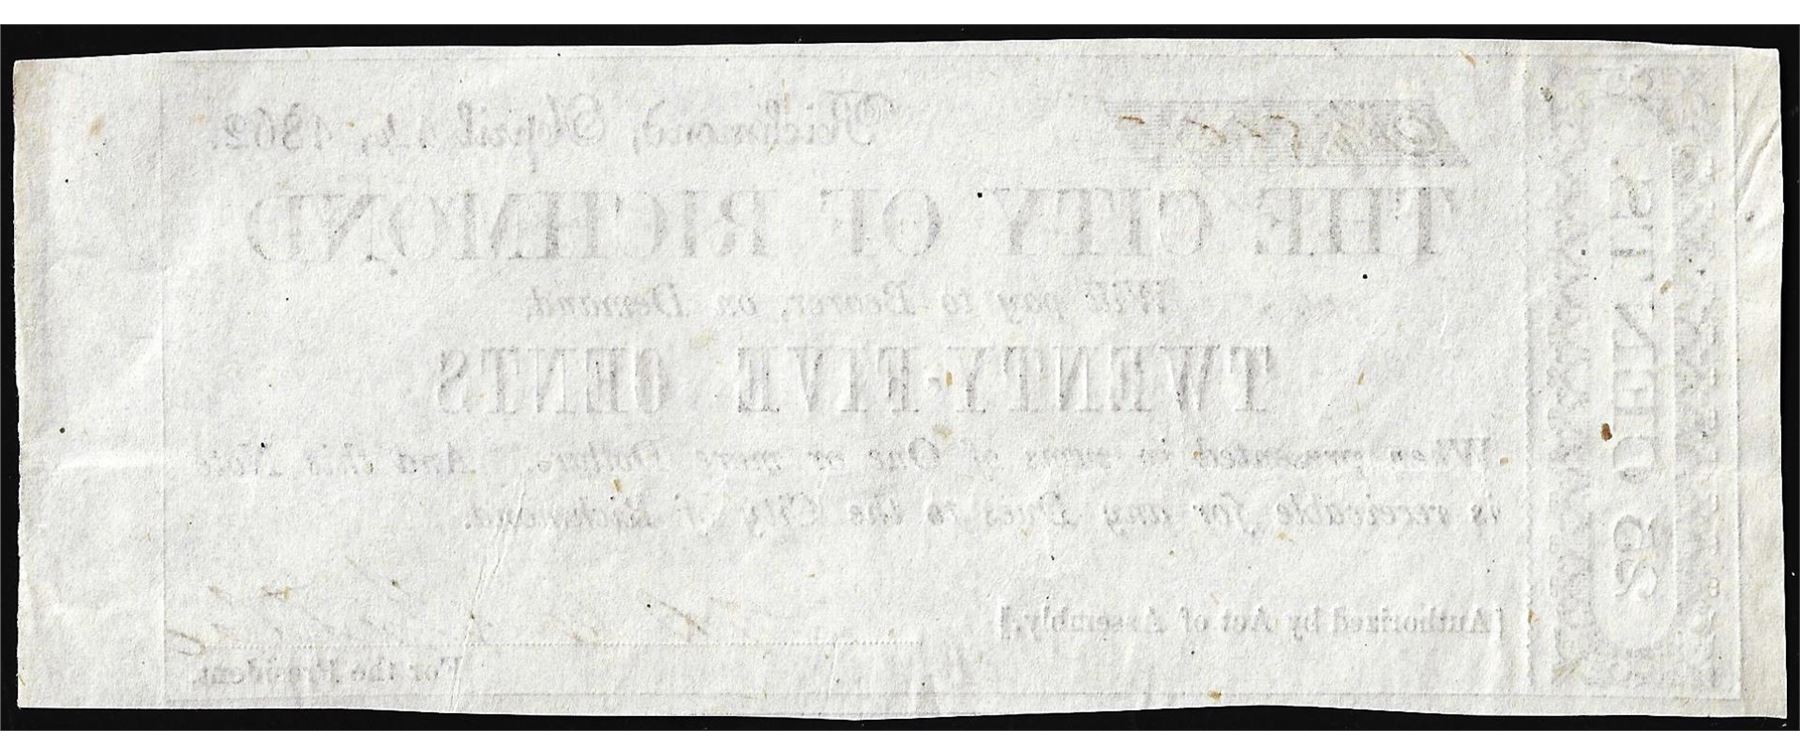 Richmond, April 14, 1862.
THE CITY OF RICHMOND
Will pay to Bearer, on Demand,
TWENTY-FIVE CENTS
When presented in sums of One or more Dollars. And this Note
is receivable for any Dues to the City of Richmond.
[Authorized by Act of Assembly.]
For the President.
25 CENTS.